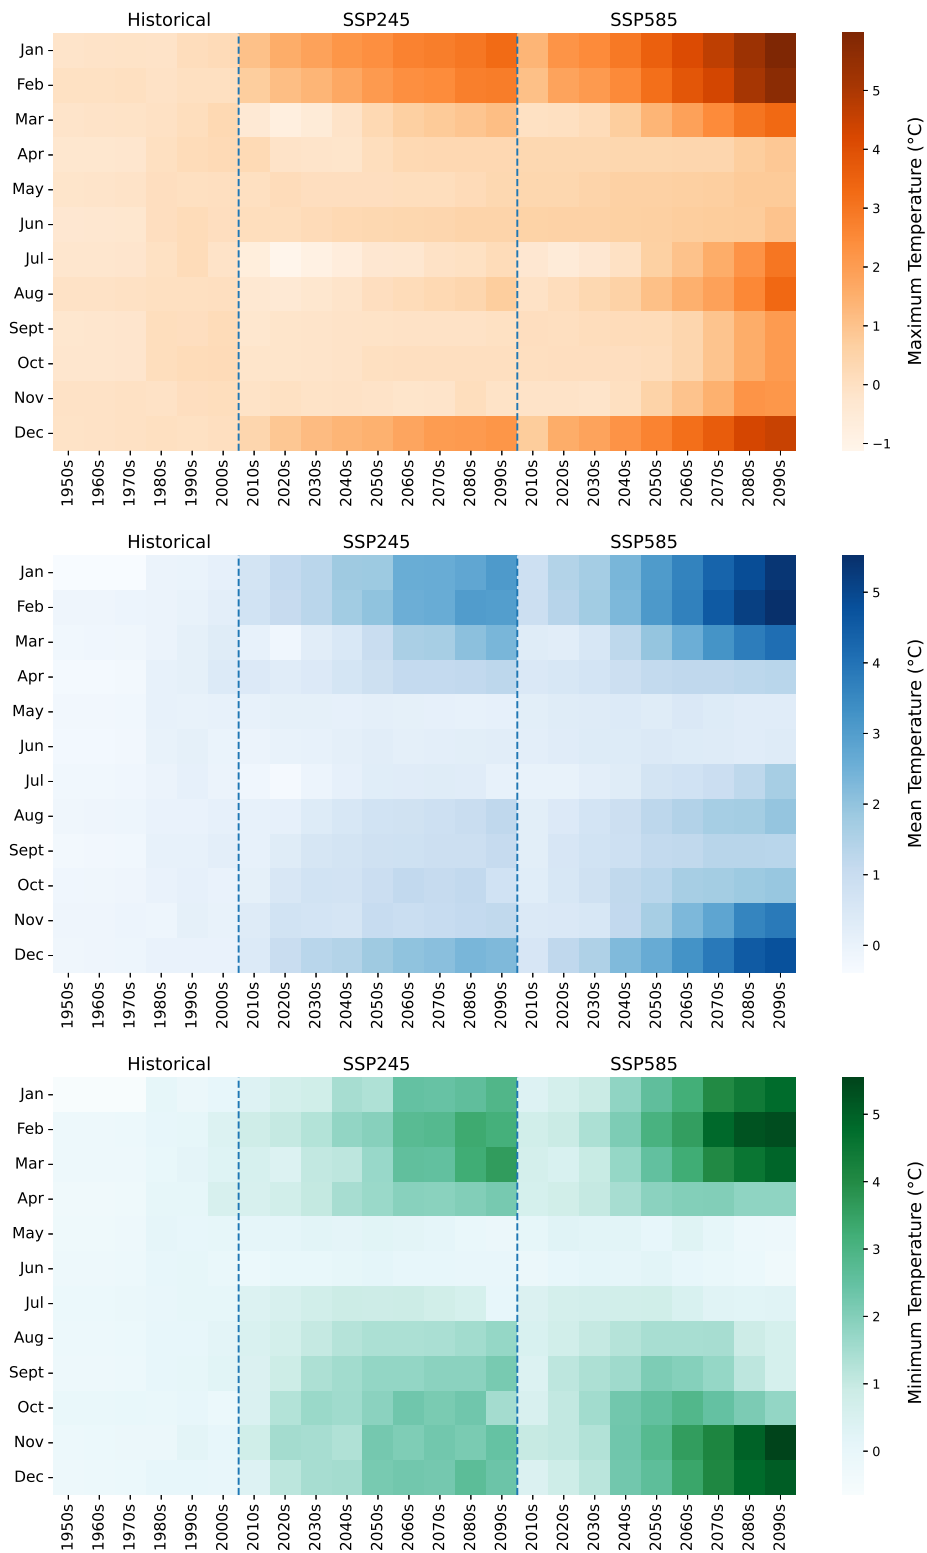 Historical SSP245 SSP585
Jan
Feb
Mar
Apr
May
Jun
Jul
Aug
Sept
Oct
Nov
Dec
1950s 1960s 1970s 1980s 1990s 2000s 2010s 2020s 2030s 2040s 2050s 2060s 2070s 2080s 2090s 2010s 2020s 2030s 2040s 2050s 2060s 2070s 2080s 2090s
5
4
3
2
1
0
−1
Maximum Temperature (°C)
Historical SSP245 SSP585
Jan
Feb
Mar
Apr
May
Jun
Jul
Aug
Sept
Oct
Nov
Dec
1950s 1960s 1970s 1980s 1990s 2000s 2010s 2020s 2030s 2040s 2050s 2060s 2070s 2080s 2090s 2010s 2020s 2030s 2040s 2050s 2060s 2070s 2080s 2090s
5
4
3
2
1
0
Mean Temperature (°C)
Historical SSP245 SSP585
Jan
Feb
Mar
Apr
May
Jun
Jul
Aug
Sept
Oct
Nov
Dec
1950s 1960s 1970s 1980s 1990s 2000s 2010s 2020s 2030s 2040s 2050s 2060s 2070s 2080s 2090s 2010s 2020s 2030s 2040s 2050s 2060s 2070s 2080s 2090s
5
4
3
2
1
0
Minimum Temperature (°C)